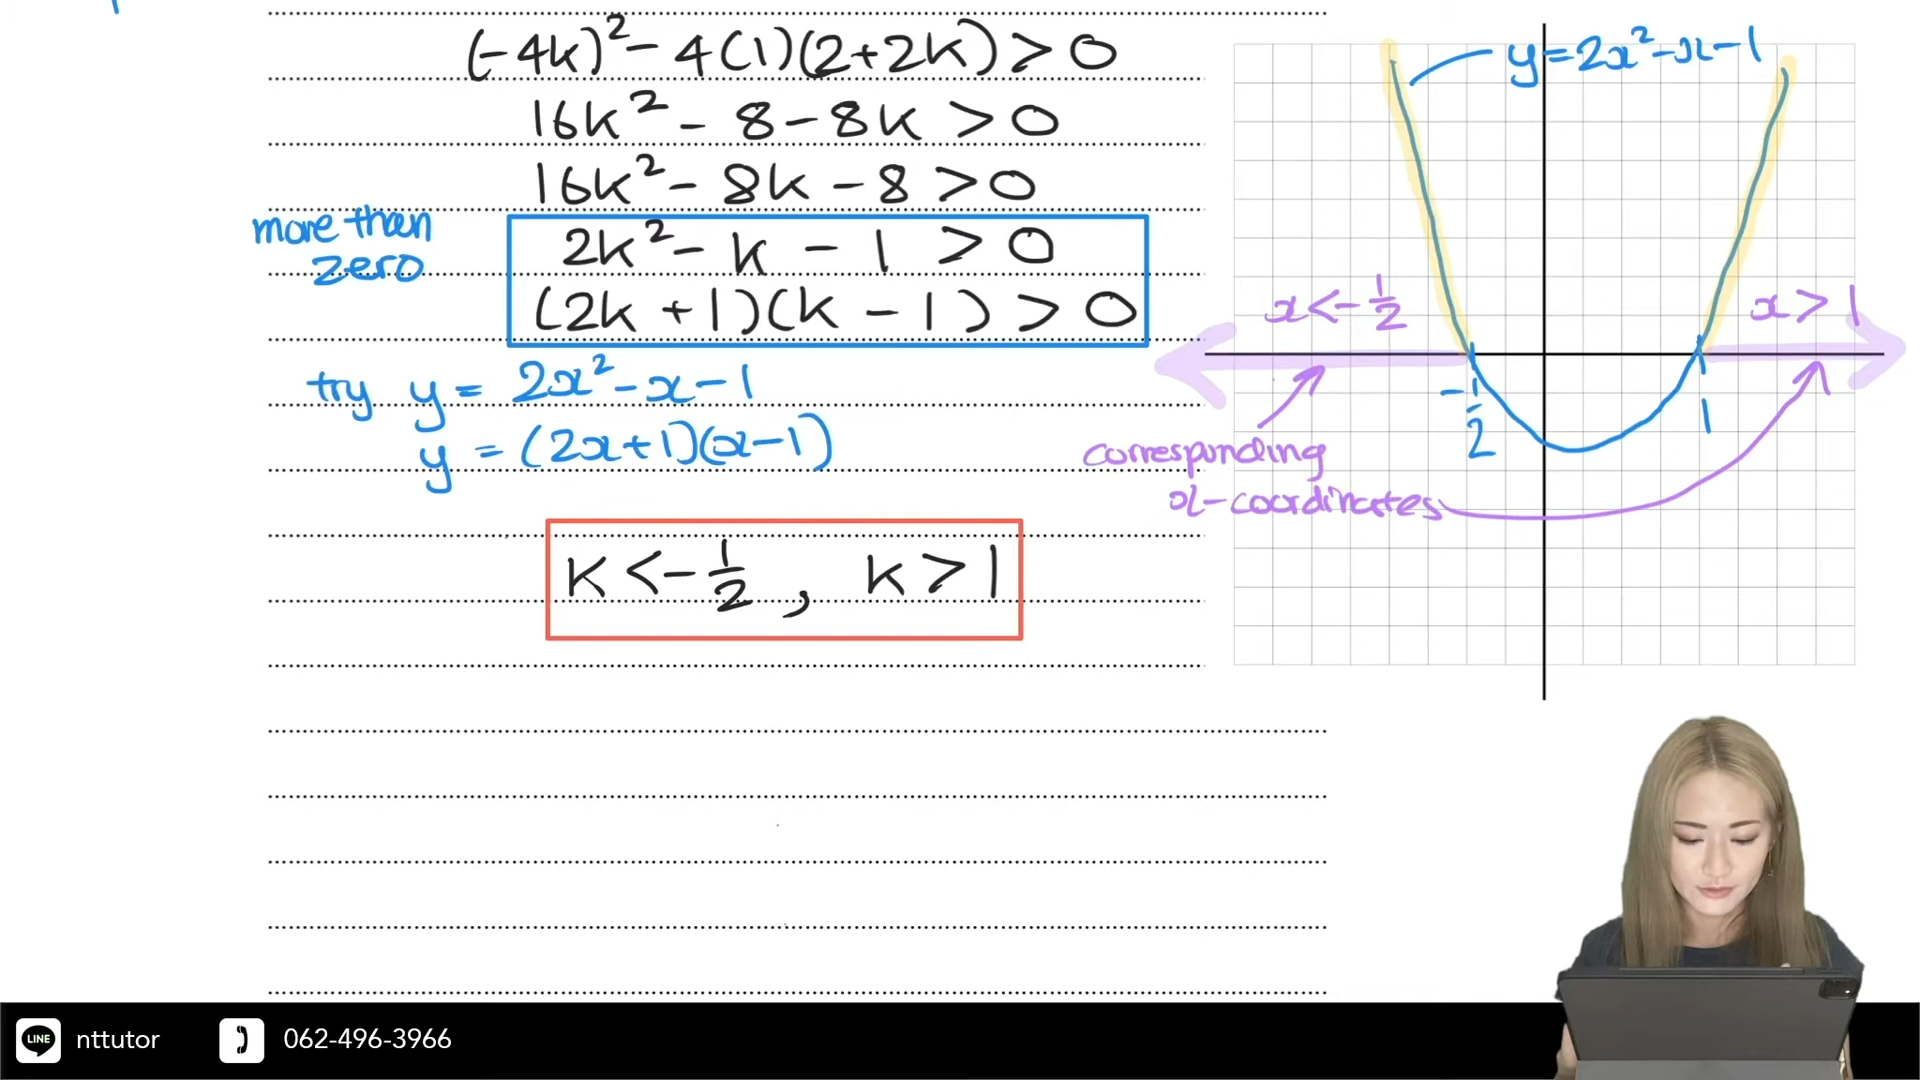 (-4k)² - 4(1)(2+2k) > 0
16k² - 8 - 8k > 0
16k² - 8k - 8 > 0
more than
zero
2k² - k - 1 > 0
(2k + 1)(k - 1) > 0
try y = 2x² - x - 1
y = (2x+1)(x-1)
k < -1/2 , k > 1
y = 2x² - x - 1
x < -1/2
x > 1
-1/2
1
corresponding
x-coordinates
LINE
nttutor
062-496-3966